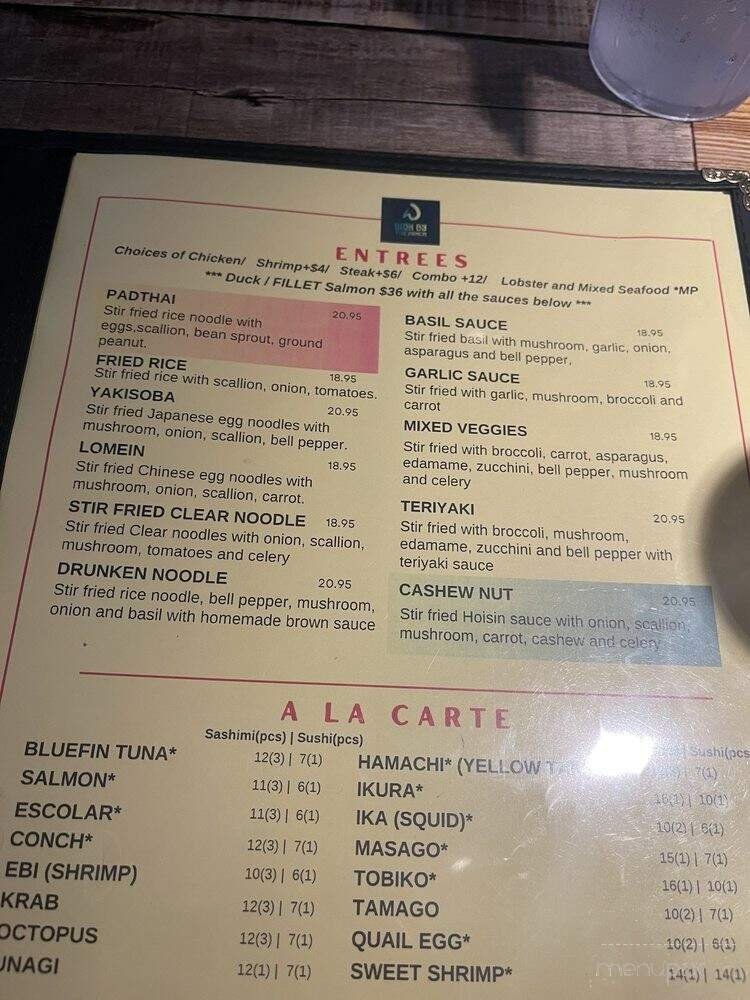 ENTREES
Choices of Chicken/ Shrimp+$4/ Steak+$6/ Combo +12/ Lobster and Mixed Seafood *MP
*** Duck / FILLET Salmon $36 with all the sauces below ***
PADTHAI 20.95
Stir fried rice noodle with
eggs,scallion, bean sprout, ground
peanut.
FRIED RICE 18.95
Stir fried rice with scallion, onion, tomatoes.
YAKISOBA 20.95
Stir fried Japanese egg noodles with
mushroom, onion, scallion, bell pepper.
LOMEIN 18.95
Stir fried Chinese egg noodles with
mushroom, onion, scallion, carrot.
STIR FRIED CLEAR NOODLE 18.95
Stir fried Clear noodles with onion, scallion,
mushroom, tomatoes and celery
DRUNKEN NOODLE 20.95
Stir fried rice noodle, bell pepper, mushroom,
onion and basil with homemade brown sauce
BASIL SAUCE 18.95
Stir fried basil with mushroom, garlic, onion,
asparagus and bell pepper,
GARLIC SAUCE 18.95
Stir fried with garlic, mushroom, broccoli and
carrot
MIXED VEGGIES 18.95
Stir fried with broccoli, carrot, asparagus,
edamame, zucchini, bell pepper, mushroom
and celery
TERIYAKI 20.95
Stir fried with broccoli, mushroom,
edamame, zucchini and bell pepper with
teriyaki sauce
CASHEW NUT 20.95
Stir fried Hoisin sauce with onion, scallion,
mushroom, carrot, cashew and celery
A LA CARTE
Sashimi(pcs) | Sushi(pcs)
BLUEFIN TUNA* 12(3) | 7(1)
SALMON* 11(3) | 6(1)
ESCOLAR* 11(3) | 6(1)
CONCH* 12(3) | 7(1)
EBI (SHRIMP) 10(3) | 6(1)
KRAB 12(3) | 7(1)
OCTOPUS 12(3) | 7(1)
UNAGI 12(1) | 7(1)
Sushi(pcs
HAMACHI* (YELLOW 7(1)
IKURA* 16(1) | 10(1)
IKA (SQUID)* 10(2) | 6(1)
MASAGO* 15(1) | 7(1)
TOBIKO* 16(1) | 10(1)
TAMAGO 10(2) | 7(1)
QUAIL EGG* 10(2) | 6(1)
SWEET SHRIMP* 14(1) | 14(1)